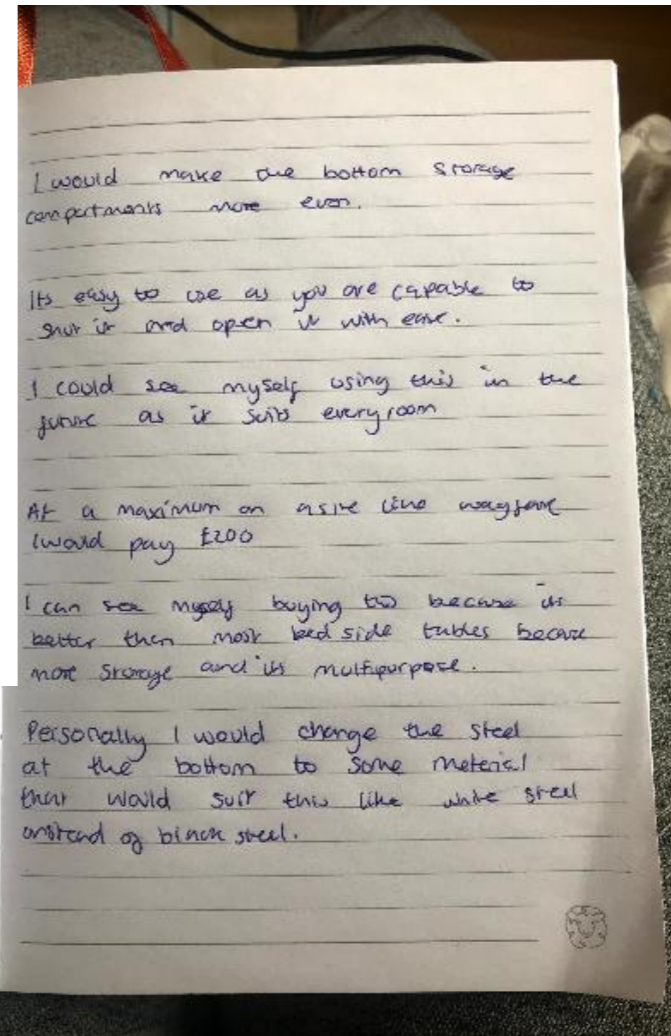 I would make the bottom storage
compartments more even.
Its easy to use as you are capable to
shut it and open it with ease.
I could see myself using this in the
future as it suits every room
At a maximum on a site like wayfare
I would pay £200
I can see myself buying this because its
better then most bed side tables because
more storage and its multipurpose.
Personally I would change the steel
at the bottom to some meterial
that would suit this like white steel
instead of black steel.